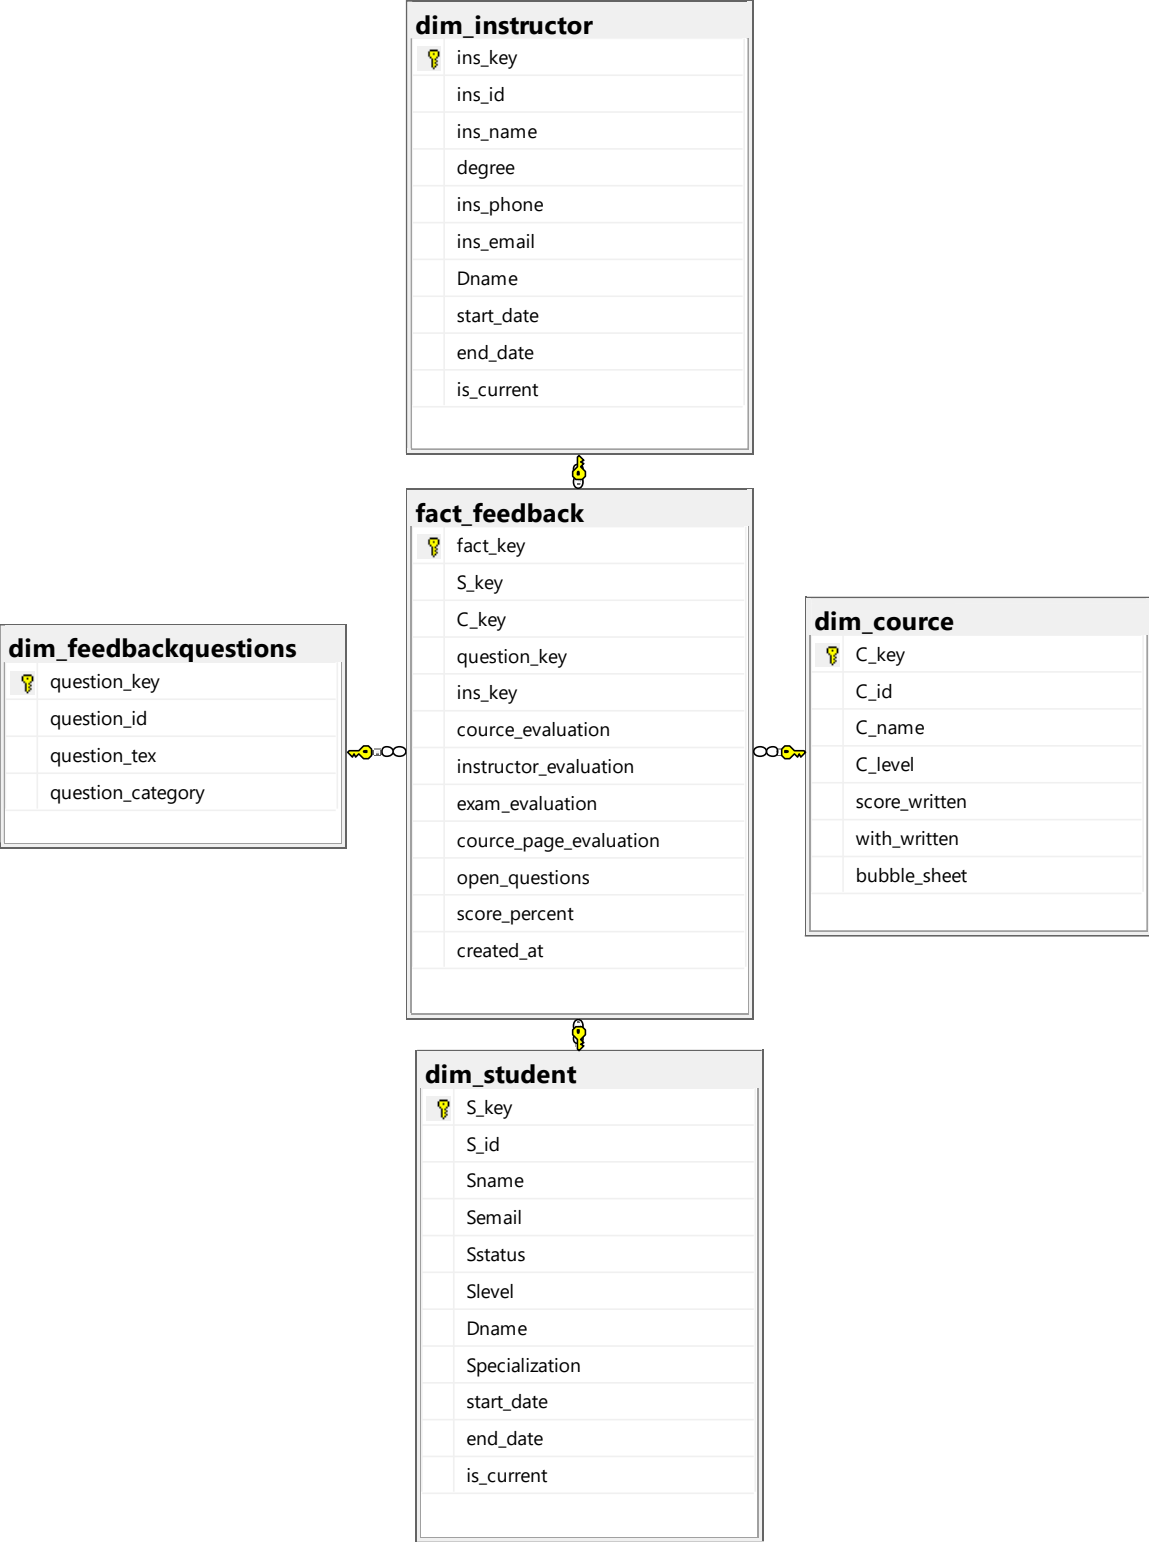 dim_instructor
ins_key
ins_id
ins_name
degree
ins_phone
ins_email
Dname
start_date
end_date
is_current
fact_feedback
fact_key
S_key
C_key
question_key
ins_key
cource_evaluation
instructor_evaluation
exam_evaluation
cource_page_evaluation
open_questions
score_percent
created_at
dim_feedbackquestions
question_key
question_id
question_tex
question_category
dim_cource
C_key
C_id
C_name
C_level
score_written
with_written
bubble_sheet
dim_student
S_key
S_id
Sname
Semail
Sstatus
Slevel
Dname
Specialization
start_date
end_date
is_current